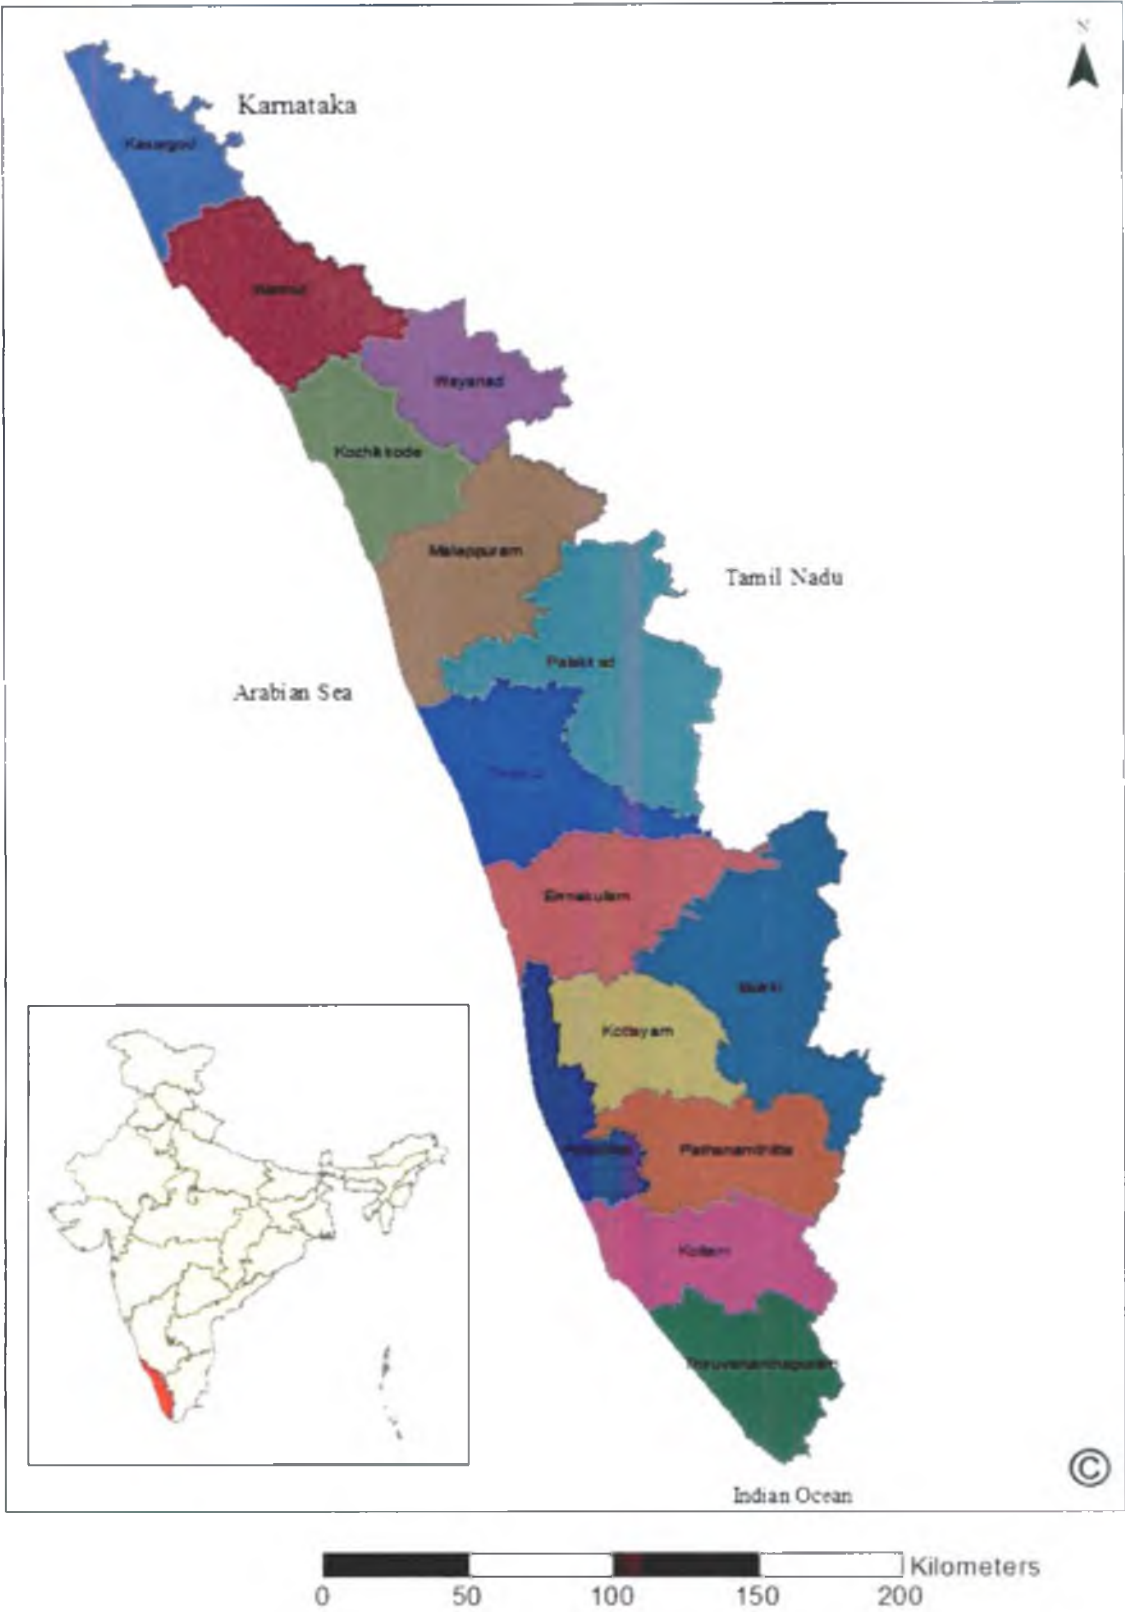 N
Karnataka
Kasargod
Wayanad
Kozhikode
Malappuram
Tamil Nadu
Palakkad
Arabian Sea
Ernakulam
Idukki
Kottayam
Pathanamthitta
Kollam
Thiruvananthapuram
©
Indian Ocean
Kilometers
0 50 100 150 200